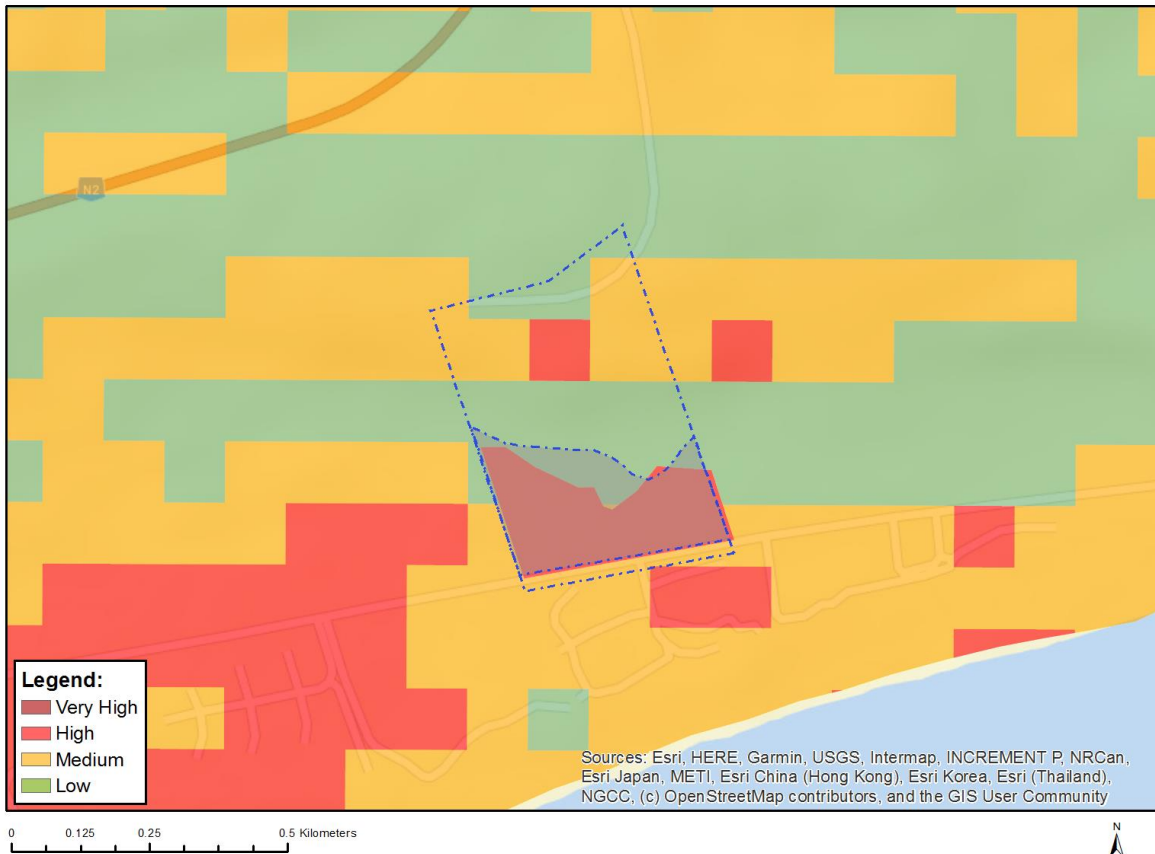 N2
Legend:
Very High
High
Medium
Low
Sources: Esri, HERE, Garmin, USGS, Intermap, INCREMENT P, NRCan,
Esri Japan, METI, Esri China (Hong Kong), Esri Korea, Esri (Thailand),
NGCC, (c) OpenStreetMap contributors, and the GIS User Community
0 0.125 0.25 0.5 Kilometers
N